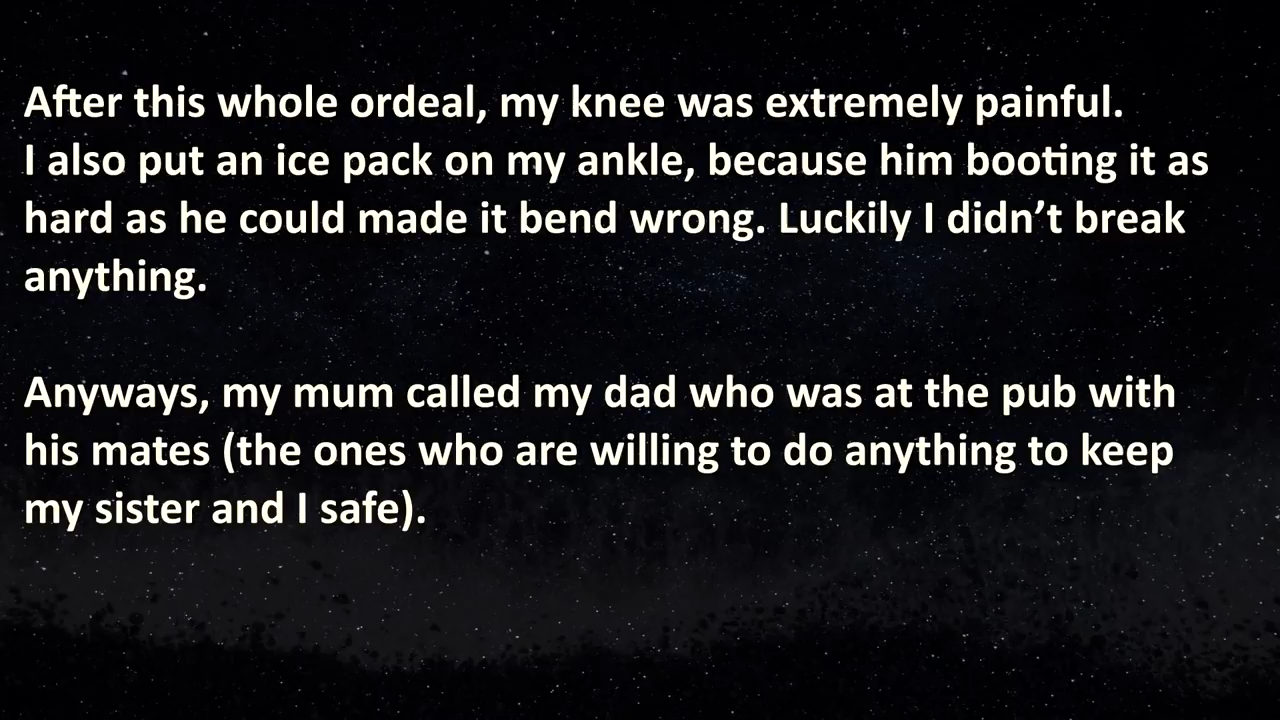 After this whole ordeal, my knee was extremely painful.
I also put an ice pack on my ankle, because him booting it as
hard as he could made it bend wrong. Luckily I didn’t break
anything.
Anyways, my mum called my dad who was at the pub with
his mates (the ones who are willing to do anything to keep
my sister and I safe).